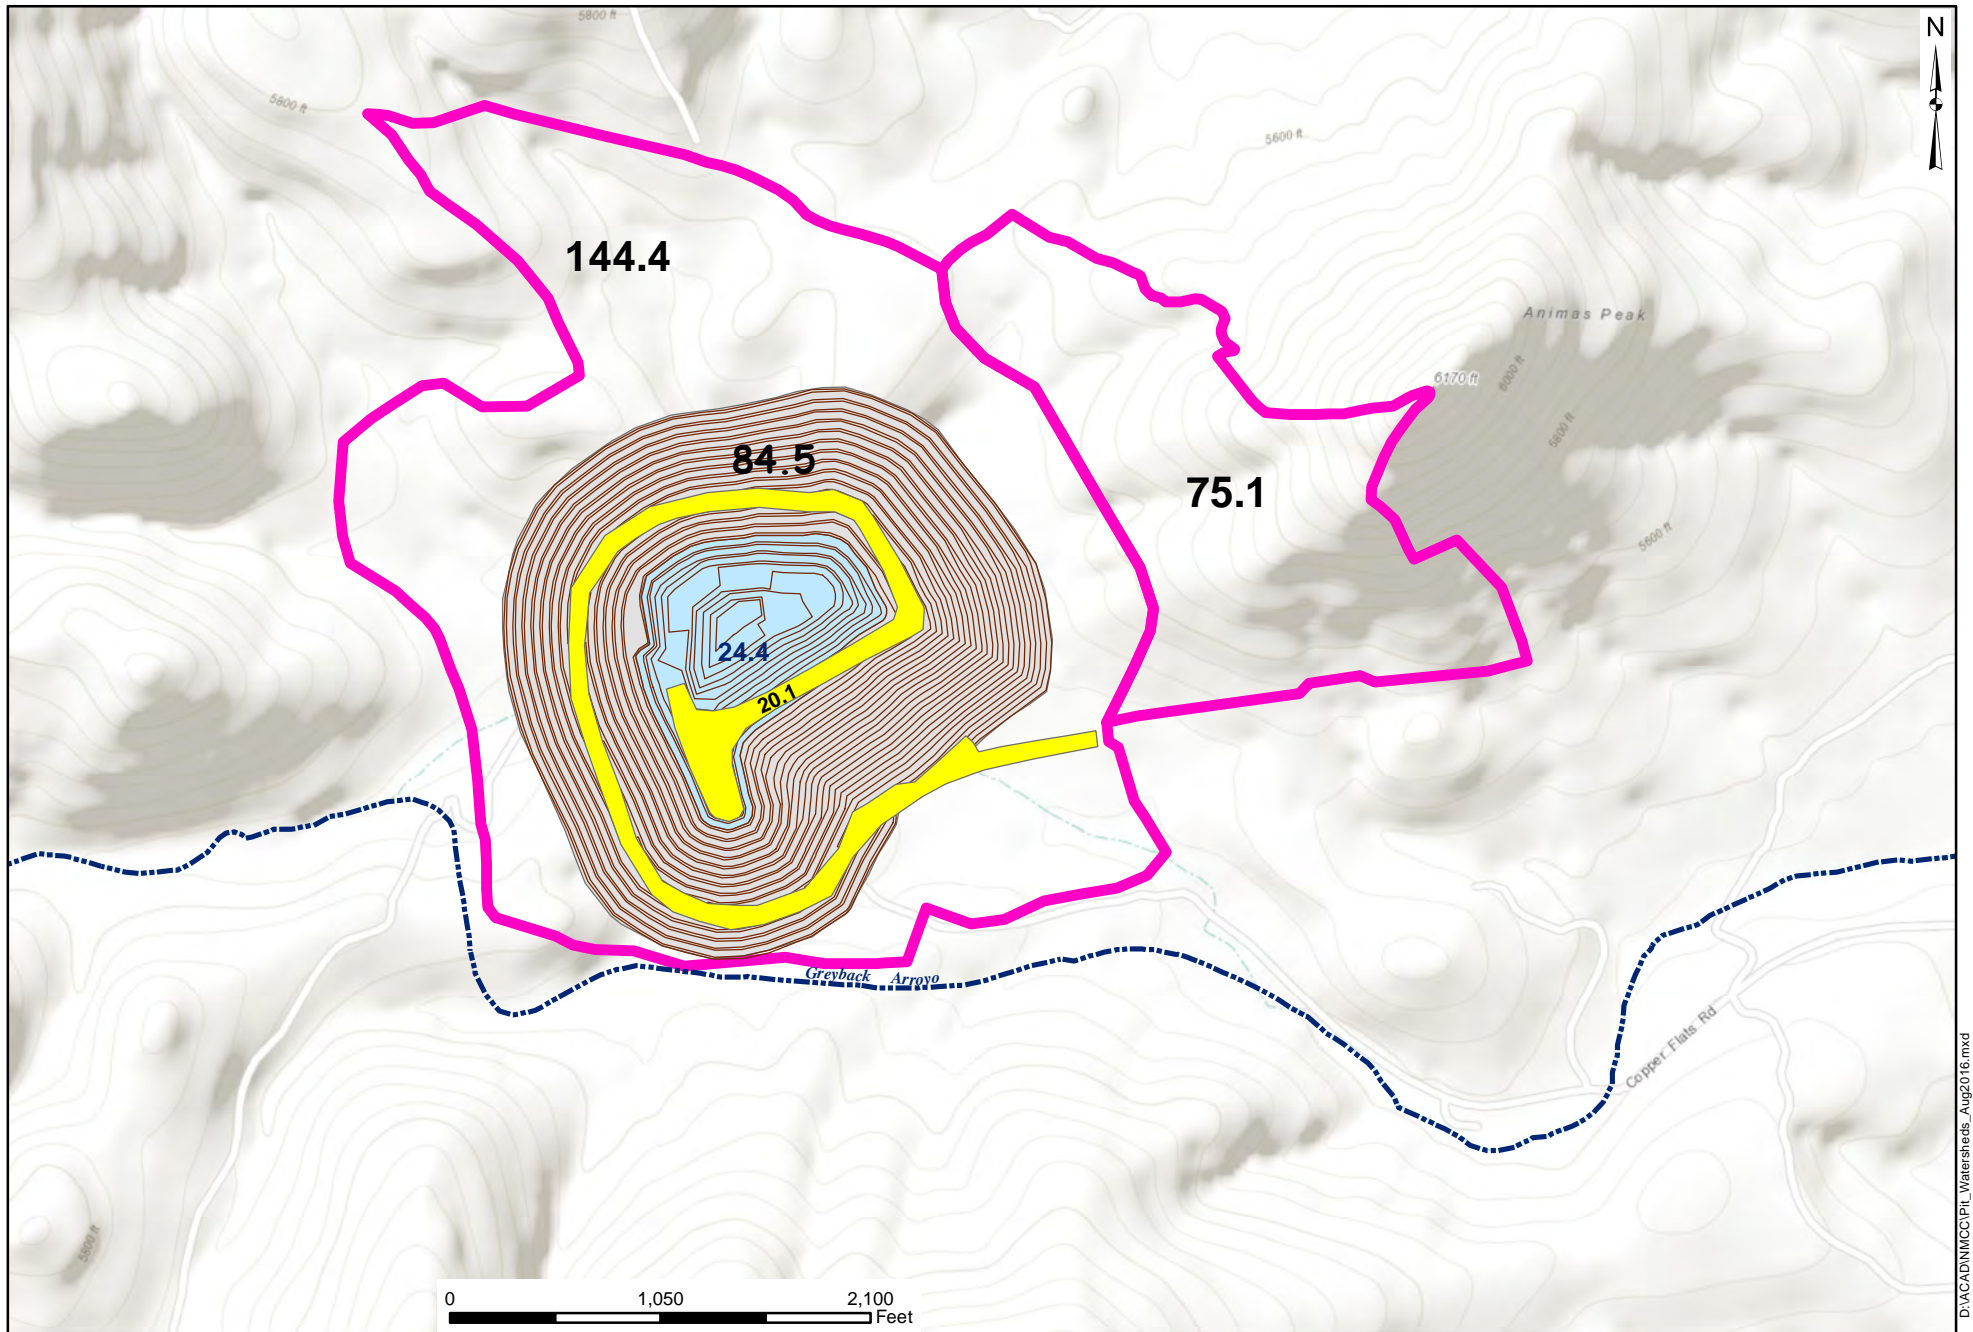 5800 ft
N
5800 ft
5600 ft
144.4
Animas Peak
6170 ft
6000 ft
5800 ft
84.5
75.1
5600 ft
24.4
20.1
Greyback Arroyo
Copper Flats Rd
5800 ft
0 1,050 2,100
Feet
D:\ACAD\NMCC\Pit_Watersheds_Aug2016.mxd